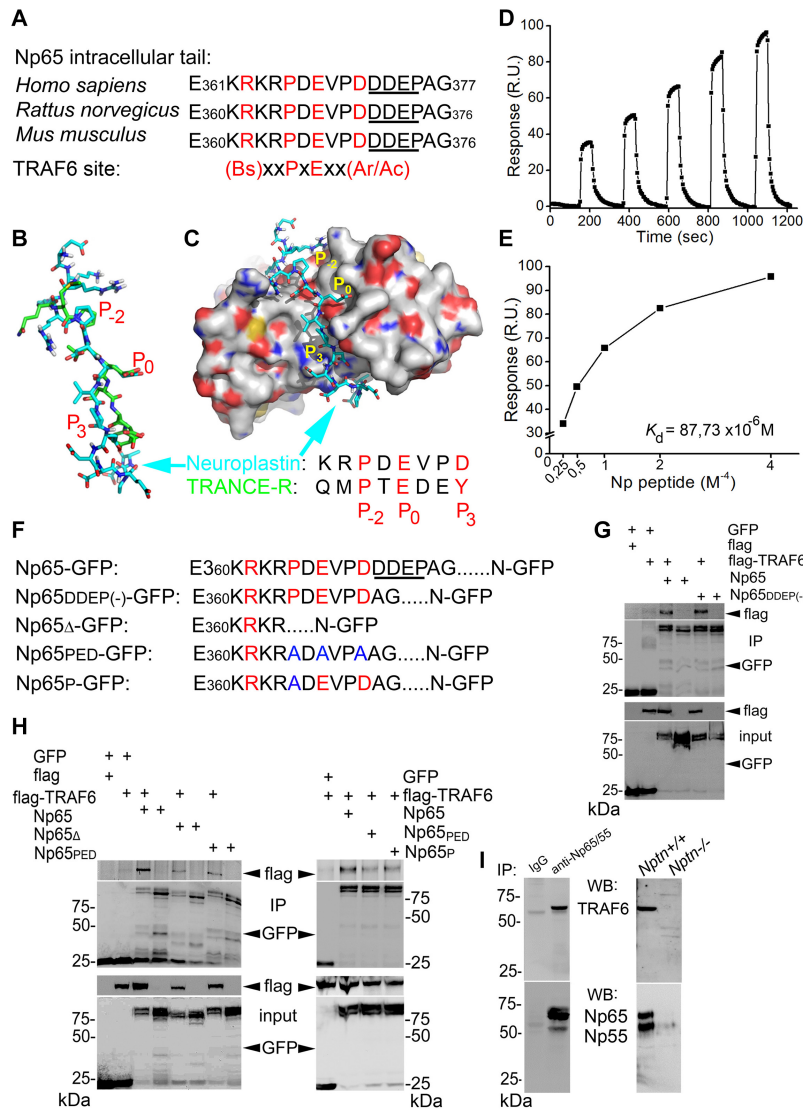 A
Np65 intracellular tail:
Homo sapiens E361KRKRPDEVPDDDEPAG377
Rattus norvegicus E360KRKRPDEVPDDDEPAG376
Mus musculus E360KRKRPDEVPDDDEPAG376
TRAF6 site: (Bs)xxPxExx(Ar/Ac)
B
P-2
P0
P3
C
P-2
P0
P3
Neuroplastin: K R P D E V P D
TRANCE-R: Q M P T E D E Y
P-2 P0 P3
D
Response (R.U.)
100
80
60
40
20
0
0 200 400 600 800 1000 1200
Time (sec)
E
Response (R.U.)
100
90
80
70
60
50
40
30
0
Kd = 87,73 x10-6M
0 0,25 0,5 1 2 4
Np peptide (M-4)
F
Np65-GFP: E360KRKRPDEVPDDDEPAG......N-GFP
Np65DDEP(-)-GFP: E360KRKRPDEVPDAG.....N-GFP
Np65Δ-GFP: E360KRKR.....N-GFP
Np65PED-GFP: E360KRKRADAVPAAG.....N-GFP
Np65P-GFP: E360KRKRADEVPDAG.....N-GFP
G
+ + GFP
+ flag
+ + + flag-TRAF6
+ + Np65
+ + Np65DDEP(-)
flag
IP
75-
50-
GFP
25-
flag
input
75-
50-
GFP
25-
kDa
H
GFP + +
flag +
flag-TRAF6 + + + +
Np65 + +
Np65Δ + +
Np65PED + +
flag
75-
IP
50-
GFP
25-
flag
75-
input
50-
GFP
25-
kDa
+ GFP
flag
+ + + + flag-TRAF6
+ Np65
+ Np65PED
+ Np65P
-75
-50
-25
-75
-50
-25
kDa
I
IP: IgG anti-Np65/55 Nptn+/+ Nptn-/-
WB:
75-
TRAF6
50-
25-
WB:
75-
Np65
50-
Np55
25-
kDa